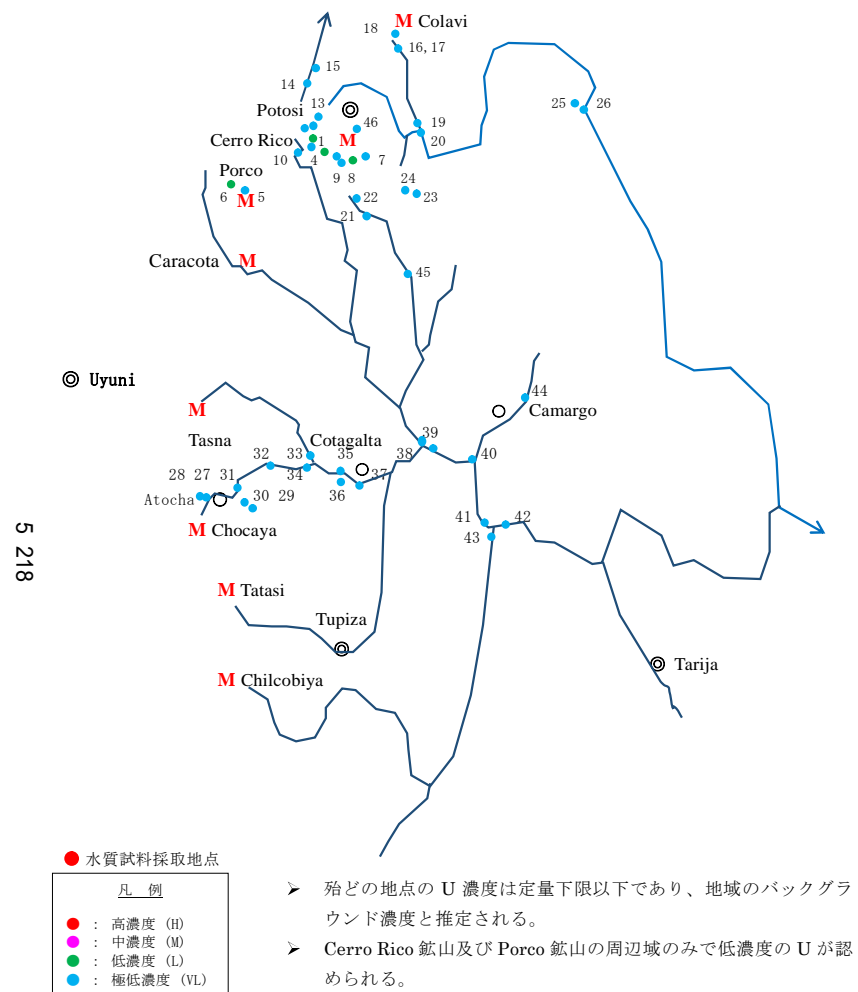 18
M Colavi
16,17
15
14
13
Potosi
25
26
46
19
1
Cerro Rico
M
20
10
4
9
8
7
Porco
24
6
5
22
23
M
21
Caracota M
45
Uyuni
44
M
Camargo
39
Tasna
Cotagalta
32
33
35
38
40
28
27
31
34
37
36
Atocha
30
29
41
42
M Chocaya
43
M Tatasi
Tupiza
Tarija
M Chilcobiya
5 218
水質試料採取地点
凡 例
: 高濃度 (H)
: 中濃度 (M)
: 低濃度 (L)
: 極低濃度 (VL)
➢ 殆どの地点の U 濃度は定量下限以下であり、地域のバックグラ
ウンド濃度と推定される。
➢ Cerro Rico 鉱山及び Porco 鉱山の周辺域のみで低濃度の U が認
められる。